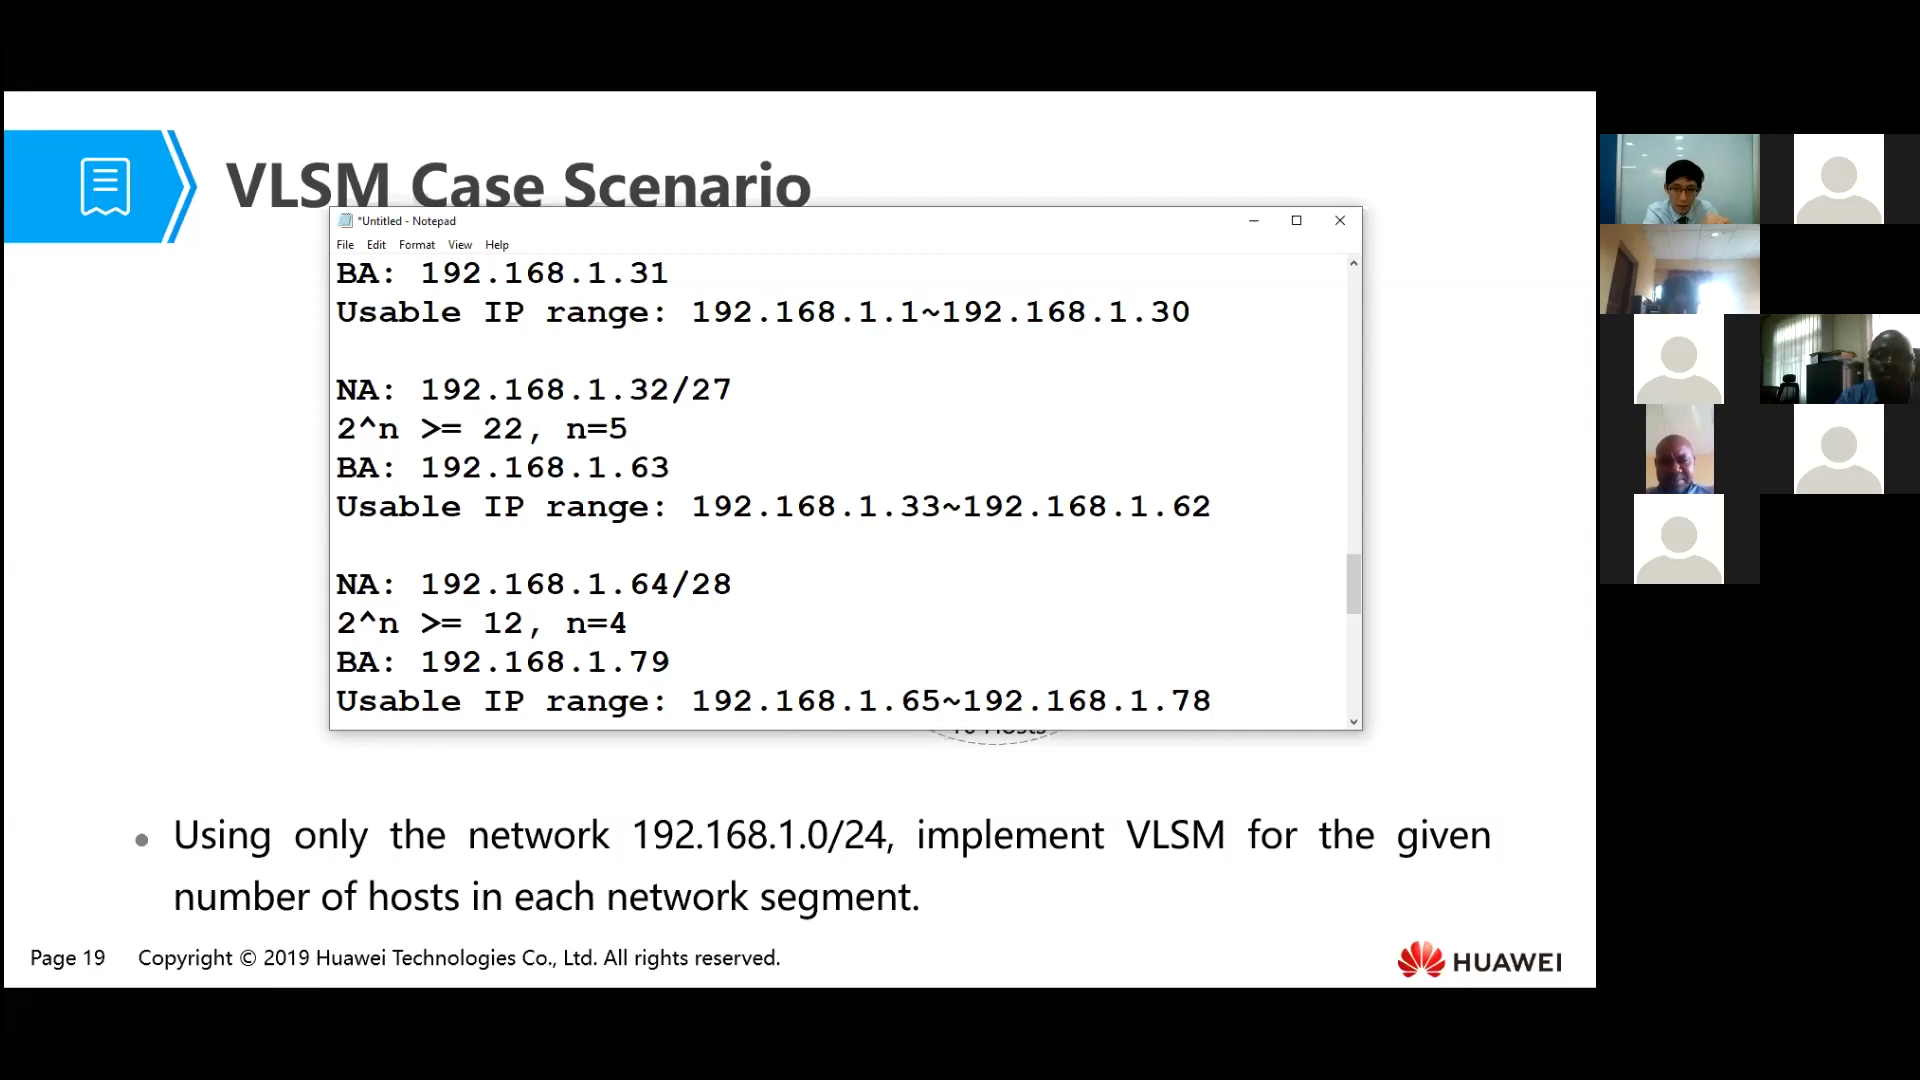 VLSM Case Scenario
*Untitled - Notepad
File Edit Format View Help
BA: 192.168.1.31
Usable IP range: 192.168.1.1~192.168.1.30
NA: 192.168.1.32/27
2^n >= 22, n=5
BA: 192.168.1.63
Usable IP range: 192.168.1.33~192.168.1.62
NA: 192.168.1.64/28
2^n >= 12, n=4
BA: 192.168.1.79
Usable IP range: 192.168.1.65~192.168.1.78
Hosts
• Using only the network 192.168.1.0/24, implement VLSM for the given
number of hosts in each network segment.
Page 19 Copyright © 2019 Huawei Technologies Co., Ltd. All rights reserved.
HUAWEI